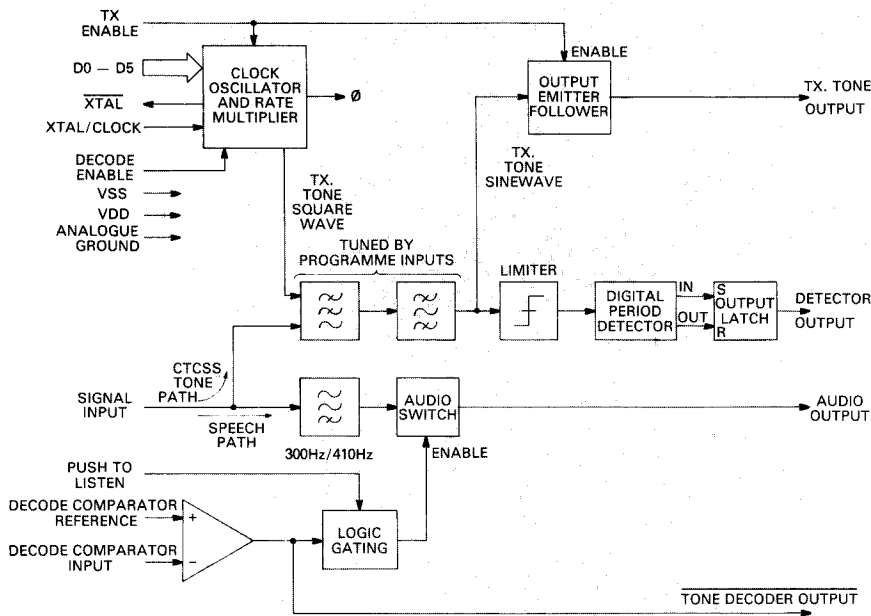 TX
ENABLE
D0 – D5
XTAL
XTAL/CLOCK
DECODE
ENABLE
VSS
VDD
ANALOGUE
GROUND
CLOCK
OSCILLATOR
AND RATE
MULTIPLIER
Ø
ENABLE
OUTPUT
EMITTER
FOLLOWER
TX. TONE
OUTPUT
TX.
TONE
SQUARE
WAVE
TX.
TONE
SINEWAVE
TUNED BY
PROGRAMME INPUTS
LIMITER
DIGITAL
PERIOD
DETECTOR
IN
OUT
S
OUTPUT
LATCH
R
DETECTOR
OUTPUT
CTCSS
TONE
PATH
SIGNAL
INPUT
SPEECH
PATH
300Hz/410Hz
AUDIO
SWITCH
ENABLE
AUDIO
OUTPUT
PUSH TO
LISTEN
DECODE COMPARATOR
REFERENCE
+
DECODE COMPARATOR
INPUT
−
LOGIC
GATING
TONE DECODER OUTPUT